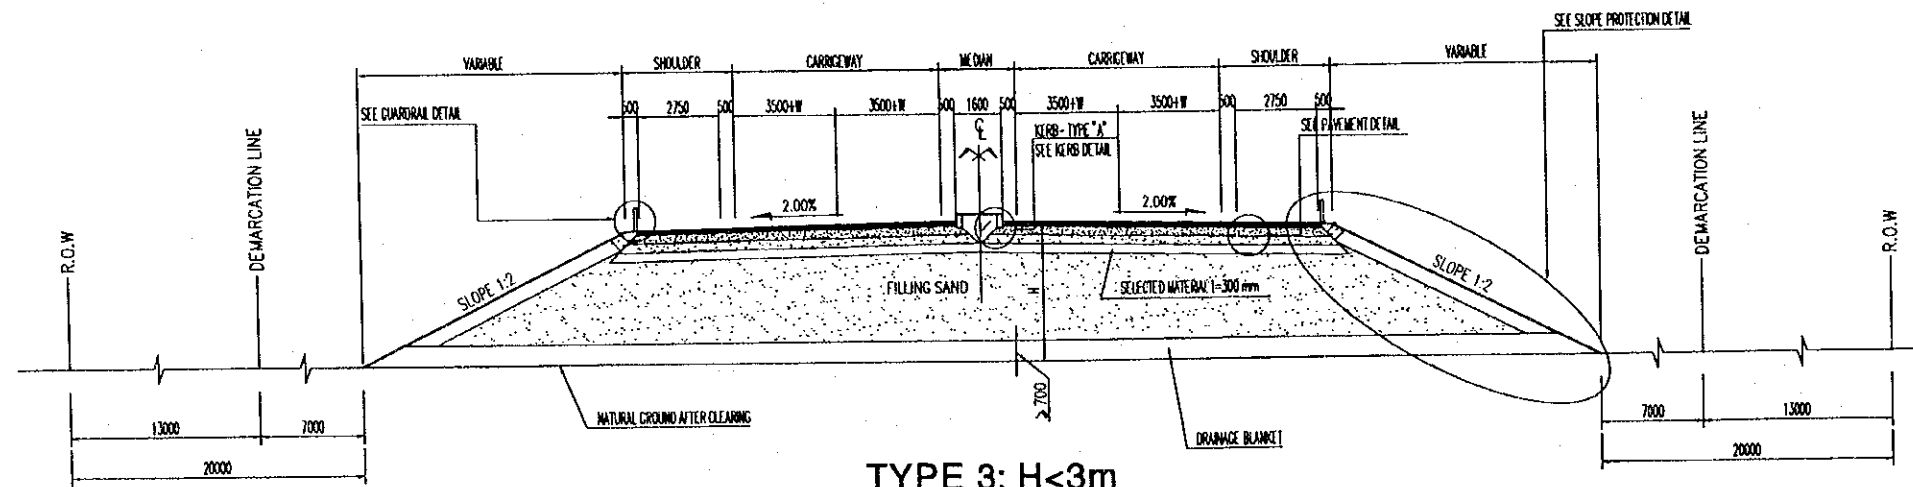 SEE SLOPE PROTECTION DETAIL
VARIABLE SHOULDER CARRIGEWAY MEDIAN CARRIGEWAY SHOULDER VARIABLE
500 2750 500 3500+W 3500+W 500 1600 500 3500+W 3500+W 500 2750 500
SEE GUARDRAIL DETAIL
KERB - TYPE "A"
SEE KERB DETAIL
SEE PAVEMENT DETAIL
2.00% 2.00%
R.O.W
DEMARCATION LINE
DEMARCATION LINE
R.O.W
SLOPE 1:2
SLOPE 1:2
FILLING SAND
H
SELECTED MATERIAL t=300 mm
≥700
NATURAL GROUND AFTER CLEARING
DRAINAGE BLANKET
13000 7000 7000 13000
20000 20000
TYPE 3: H<3m